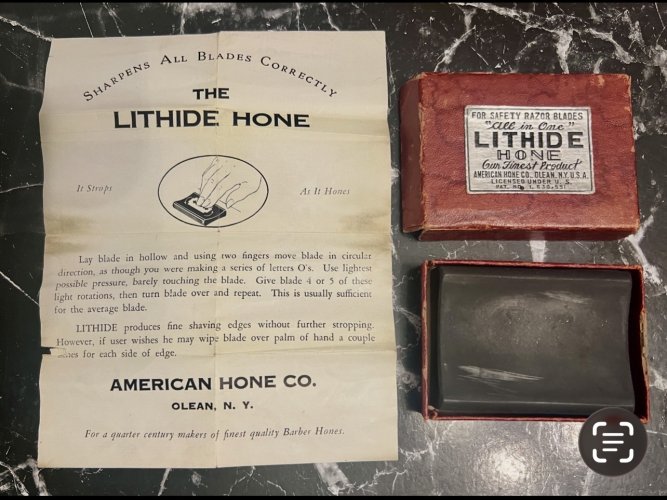 SHARPENS ALL BLADES CORRECTLY
THE
LITHIDE HONE
It Strops
As It Hones
Lay blade in hollow and using two fingers move blade in circular
direction, as though you were making a series of letters O's. Use lightest
possible pressure, barely touching the blade. Give blade 4 or 5 of these
light rotations, then turn blade over and repeat. This is usually sufficient
for the average blade.
LITHIDE produces fine shaving edges without further stropping.
However, if user wishes he may wipe blade over palm of hand a couple
for each side of edge.
AMERICAN HONE CO.
OLEAN, N. Y.
For a quarter century makers of finest quality Barber Hones.
FOR SAFETY RAZOR BLADES
"All in One"
LITHIDE
HONE
Our Finest Product
AMERICAN HONE CO., OLEAN, N.Y. U.S.A.
LICENSED UNDER U. S.
PAT. NO. 1,636,551